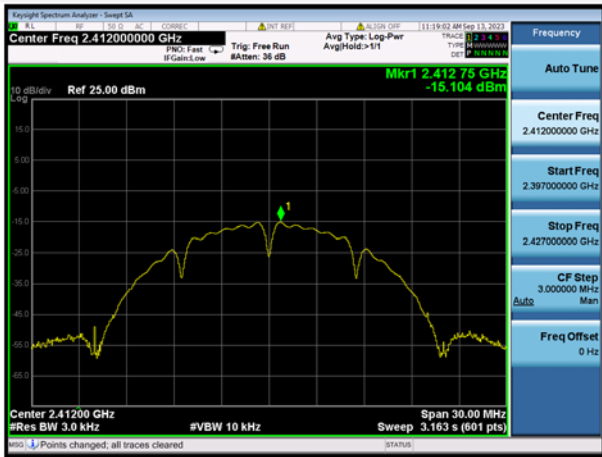 Keysight Spectrum Analyzer - Swept SA
RL RF 50 Ω AC CORREC INT REF ALIGN OFF 11:19:02 AM Sep 13, 2023
Center Freq 2.412000000 GHz
PNO: Fast
IFGain:Low
Trig: Free Run
#Atten: 36 dB
Avg Type: Log-Pwr
Avg|Hold:>1/1
TRACE 1 2 3 4 5 6
TYPE M W W W W W
DET P N N N N N
Mkr1 2.412 75 GHz
-15.104 dBm
10 dB/div
Log
Ref 25.00 dBm
15.0
5.00
-5.00
-15.0
-25.0
-35.0
-45.0
-55.0
-65.0
1
Center 2.41200 GHz
#Res BW 3.0 kHz
#VBW 10 kHz
Span 30.00 MHz
Sweep 3.163 s (601 pts)
MSG Points changed; all traces cleared
STATUS
Frequency
Auto Tune
Center Freq
2.412000000 GHz
Start Freq
2.397000000 GHz
Stop Freq
2.427000000 GHz
CF Step
3.000000 MHz
Auto Man
Freq Offset
0 Hz